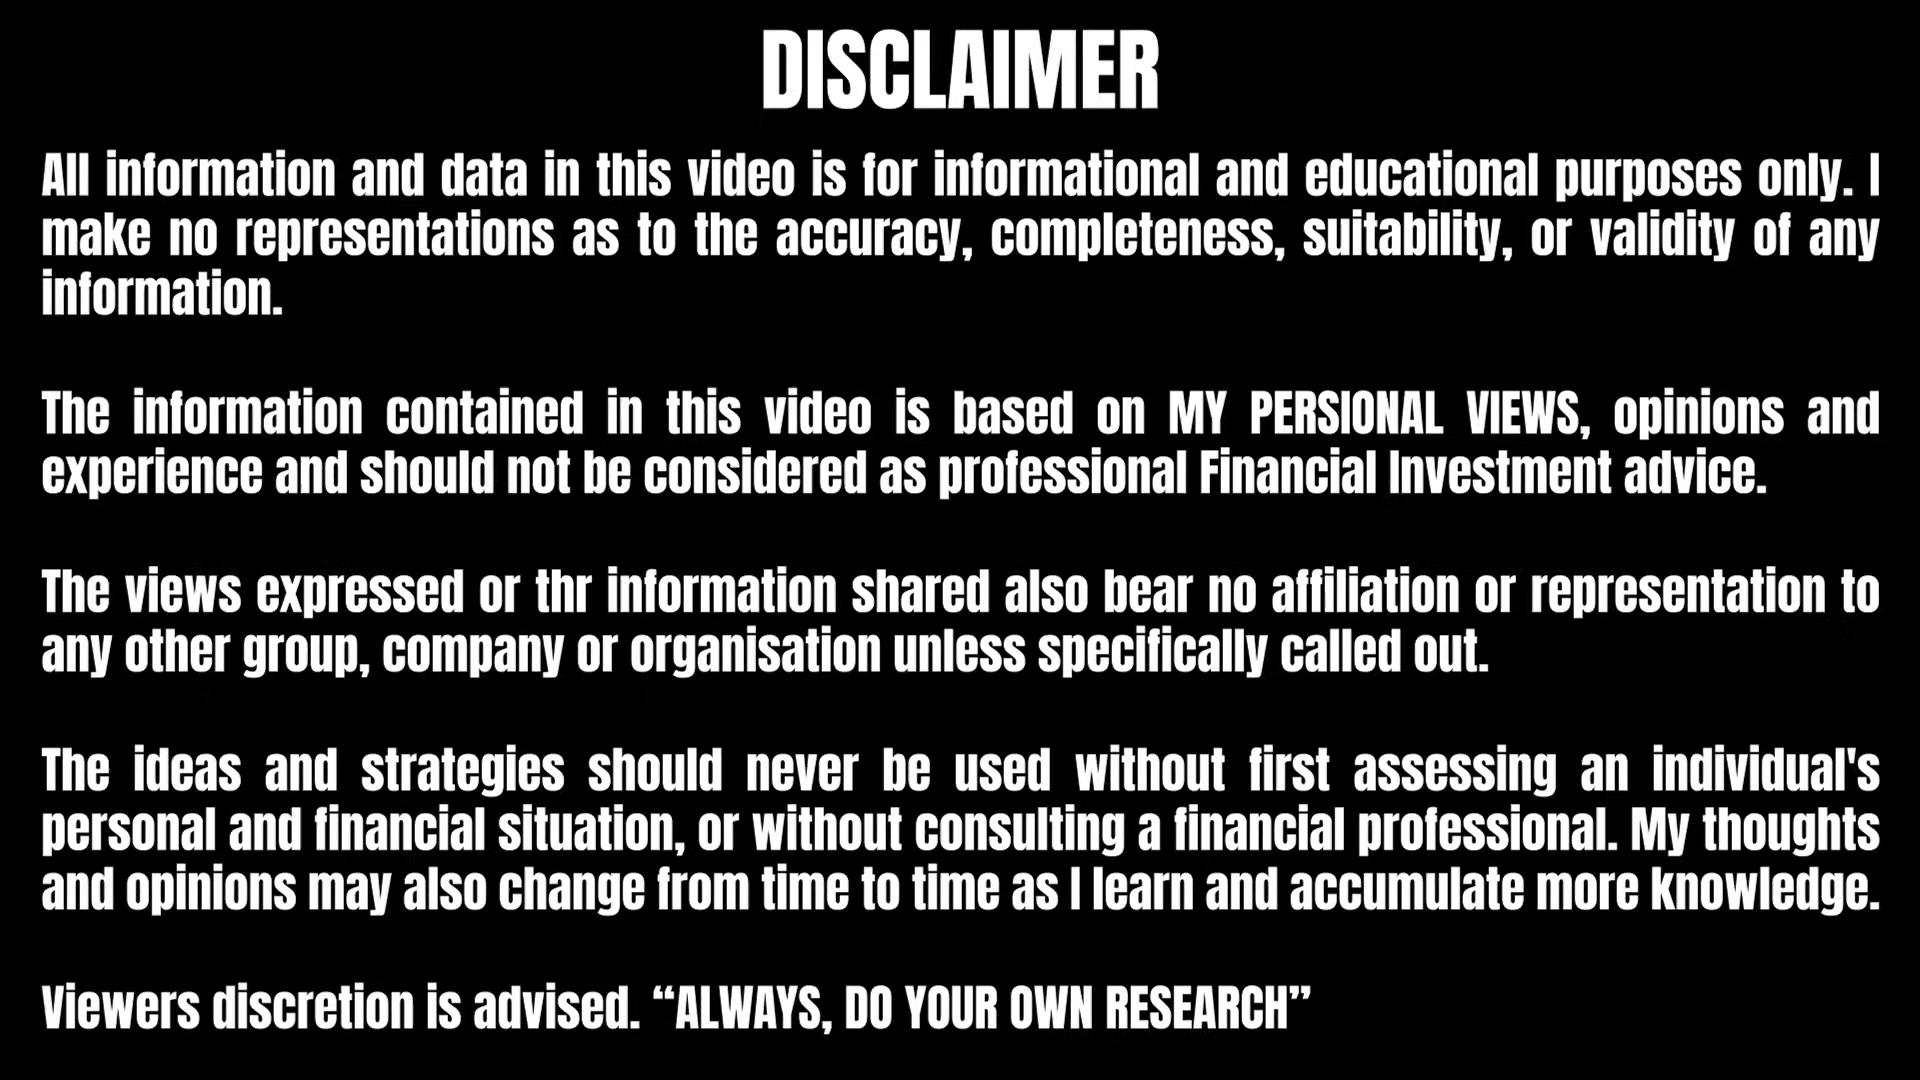 DISCLAIMER
All information and data in this video is for informational and educational purposes only. I
make no representations as to the accuracy, completeness, suitability, or validity of any
information.
The information contained in this video is based on MY PERSONAL VIEWS, opinions and
experience and should not be considered as professional Financial Investment advice.
The views expressed or thr information shared also bear no affiliation or representation to
any other group, company or organisation unless specifically called out.
The ideas and strategies should never be used without first assessing an individual's
personal and financial situation, or without consulting a financial professional. My thoughts
and opinions may also change from time to time as I learn and accumulate more knowledge.
Viewers discretion is advised. “ALWAYS, DO YOUR OWN RESEARCH”